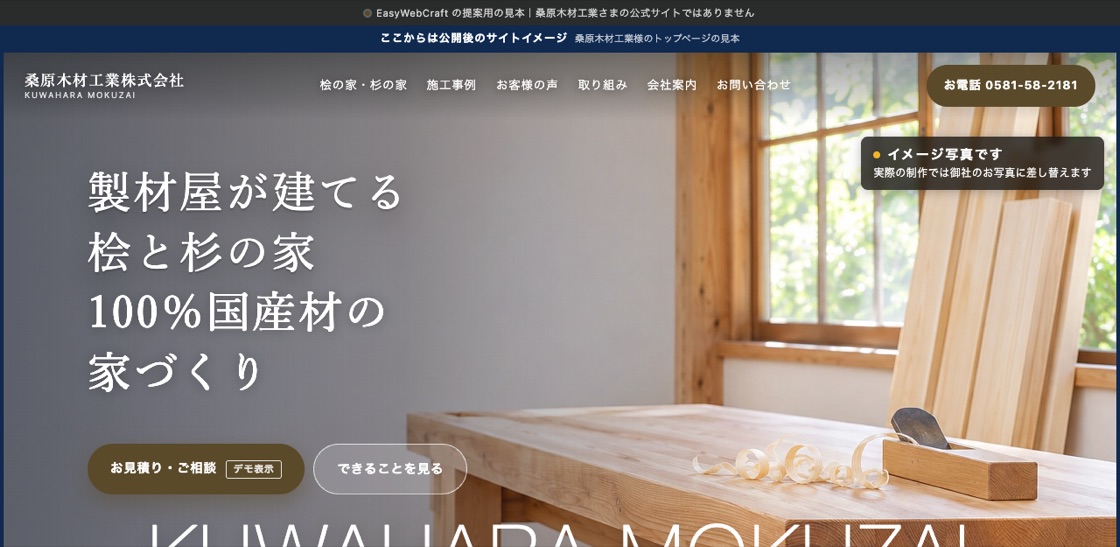 EasyWebCraft の提案用の見本｜桑原木材工業さまの公式サイトではありません
ここからは公開後のサイトイメージ 桑原木材工業様のトップページの見本
桑原木材工業株式会社
KUWAHARA MOKUZAI
桧の家・杉の家 施工事例 お客様の声 取り組み 会社案内 お問い合わせ
お電話 0581-58-2181
イメージ写真です
実際の制作では御社のお写真に差し替えます
製材屋が建てる
桧と杉の家
100%国産材の
家づくり
お見積り・ご相談 デモ表示
できることを見る
KUWAHARA MOKUZAI